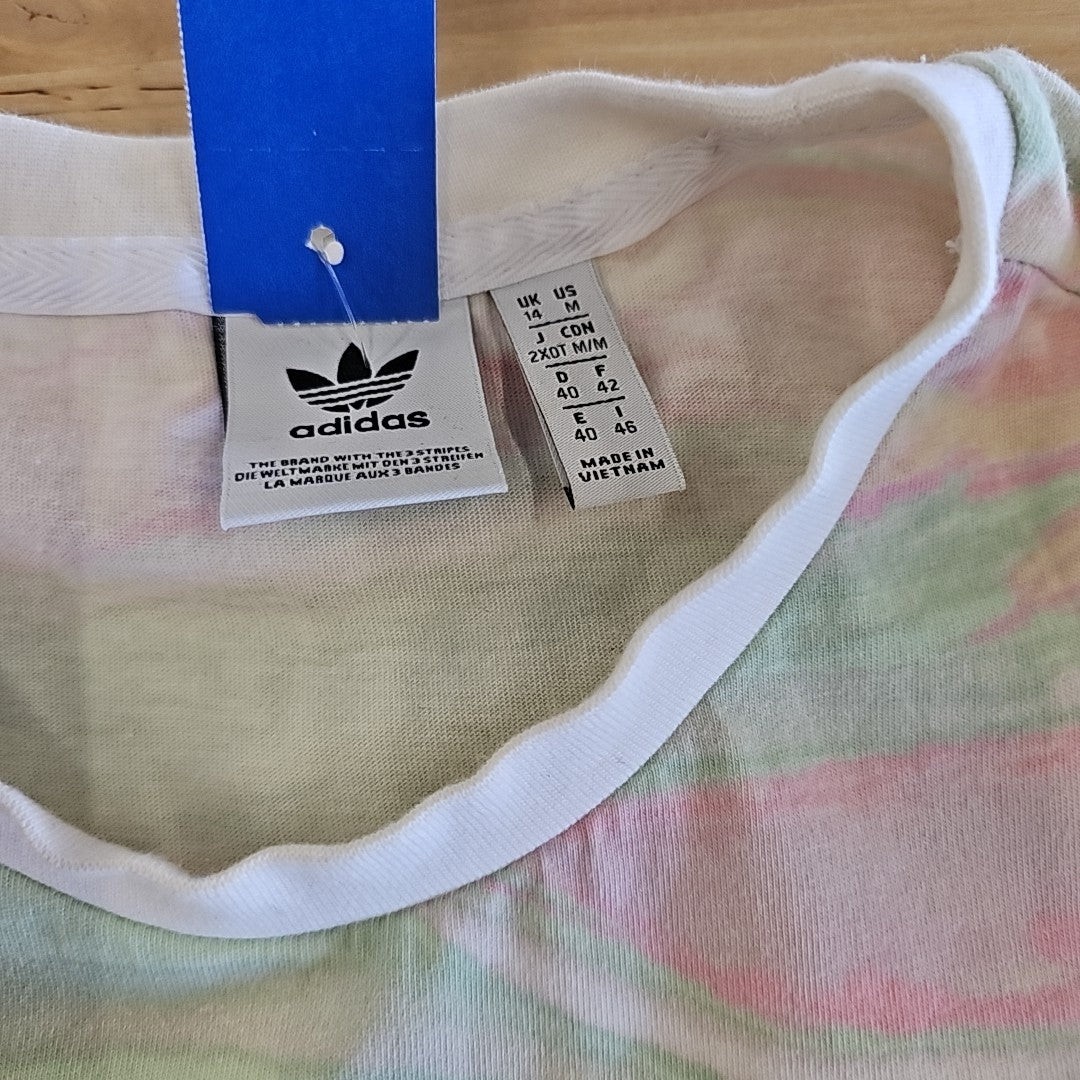 adidas
THE BRAND WITH THE 3 STRIPES
DIE WELTMARKE MIT DEN 3 STREIFEN
LA MARQUE AUX 3 BANDES
UK US
14 M
J CDN
2XOT M/M
D F
40 42
E I
40 46
MADE IN
VIETNAM